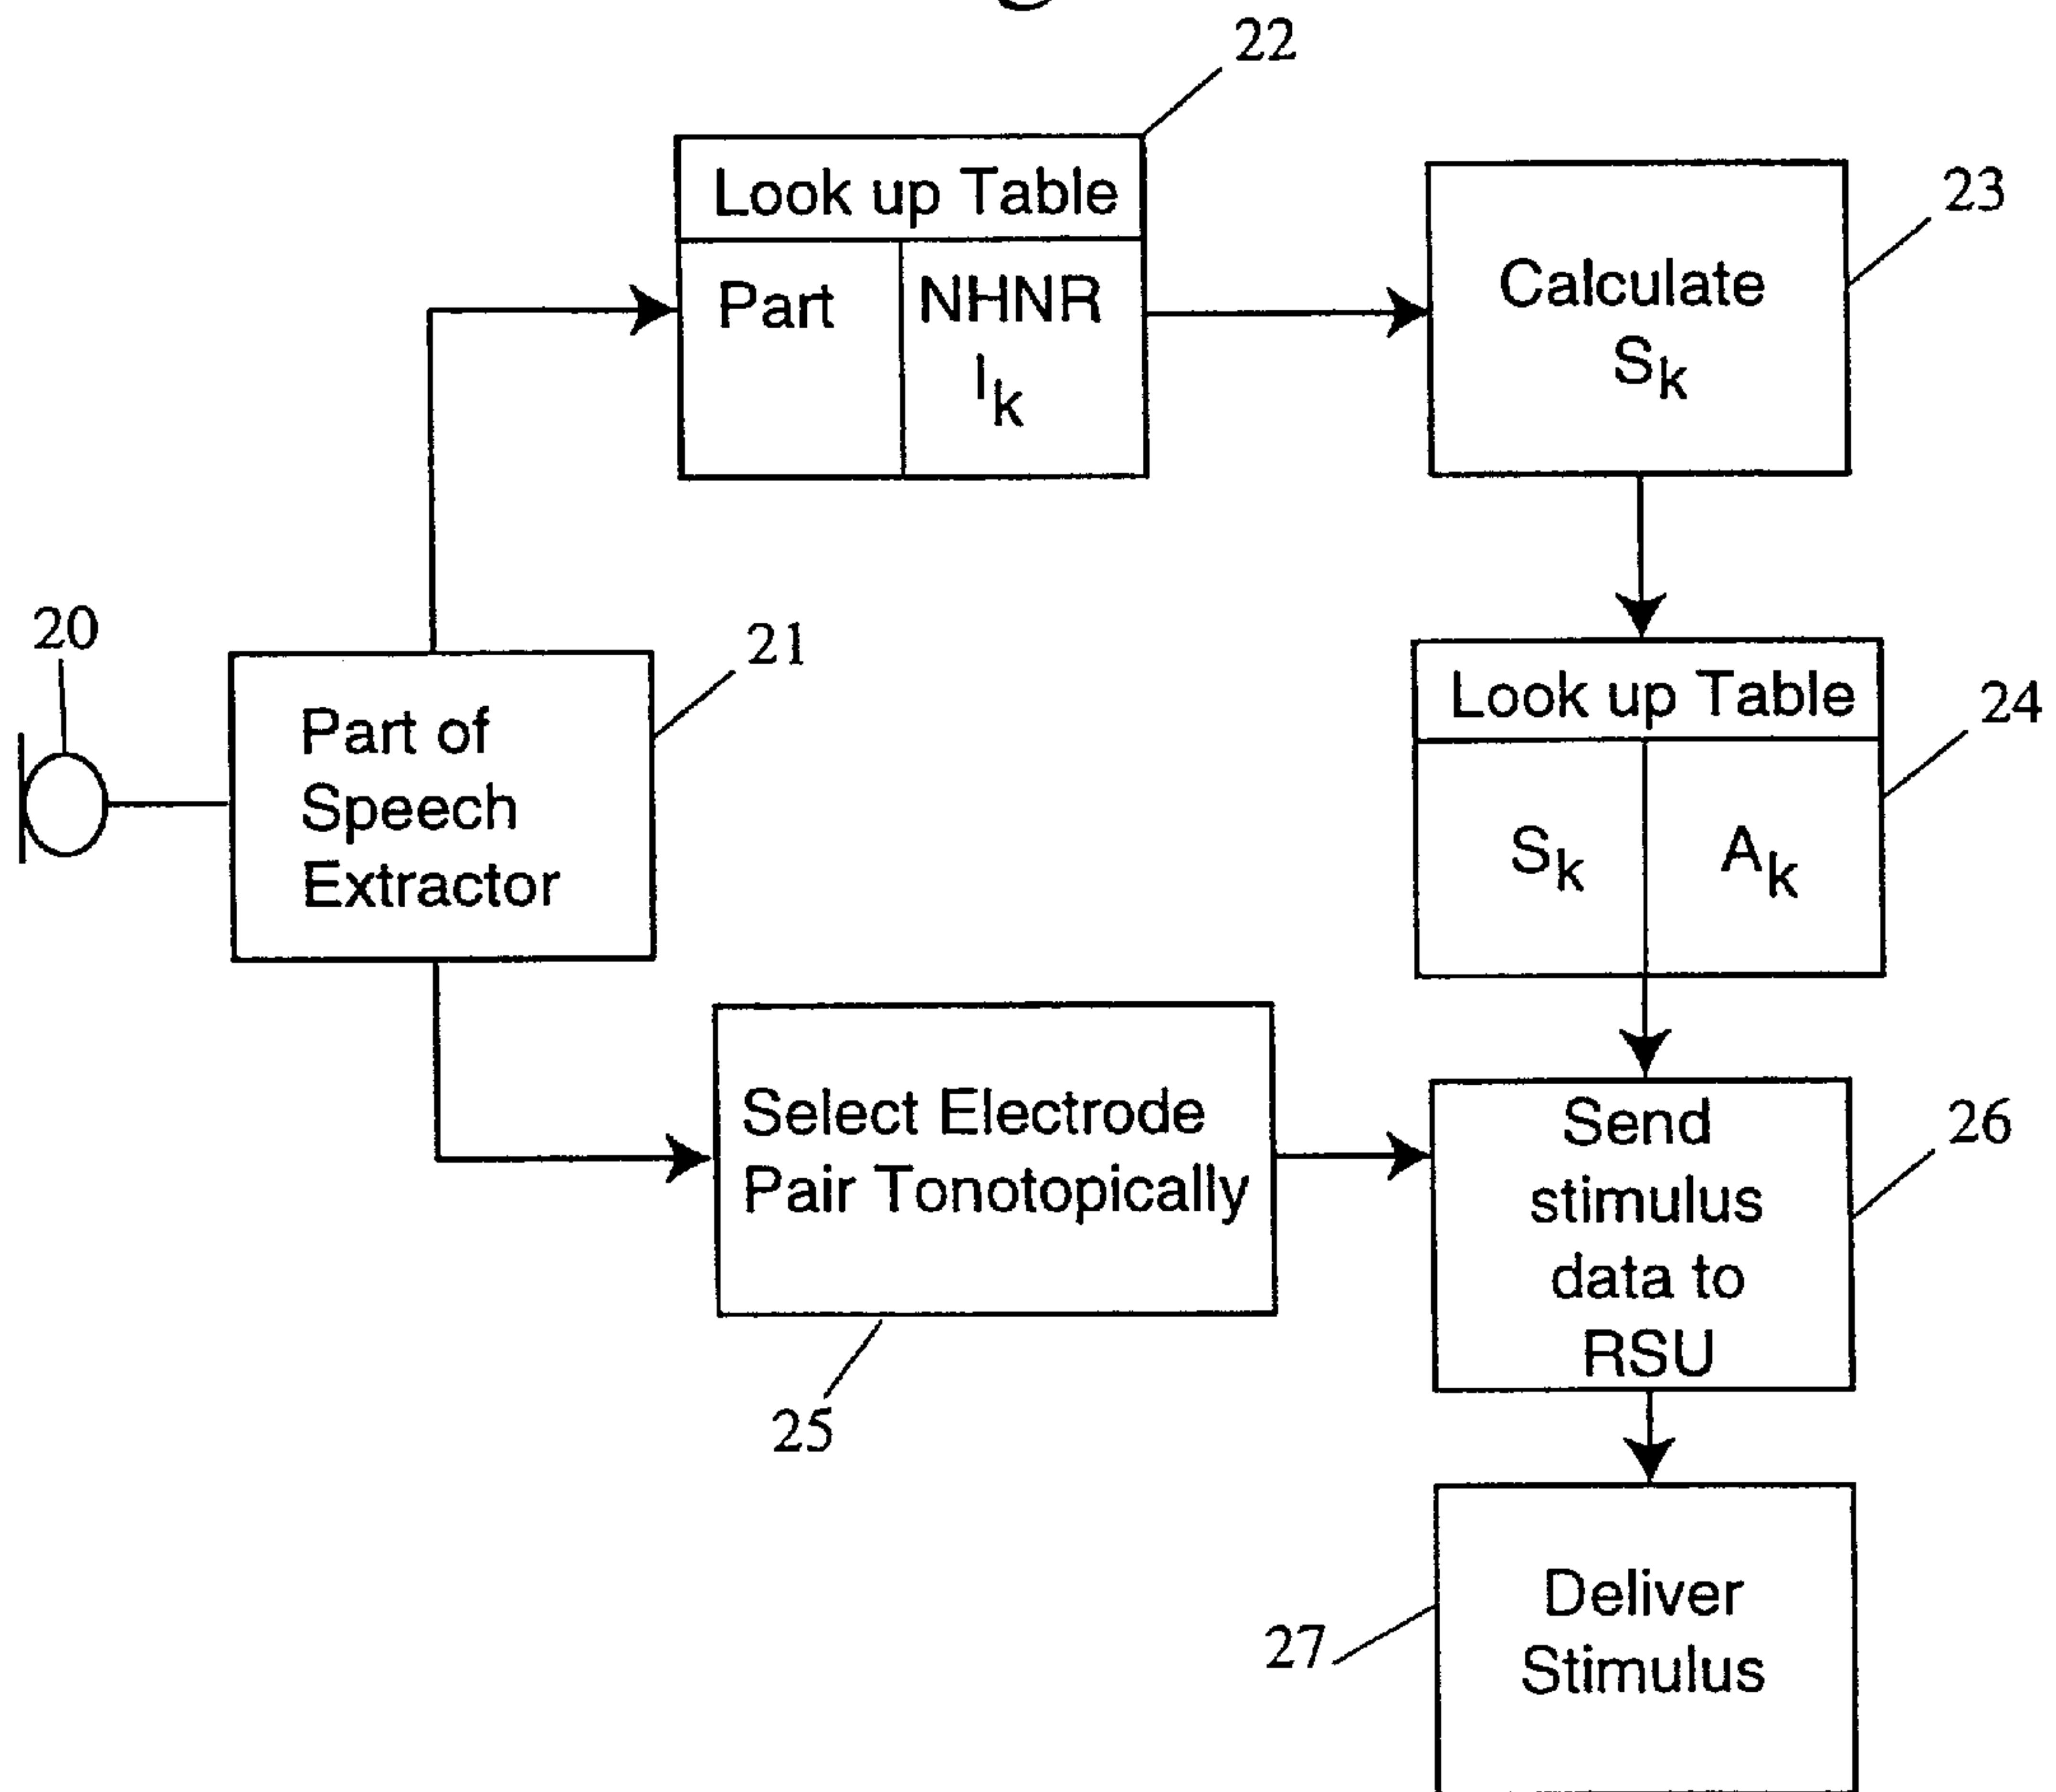 22
Look up Table
Part
NHNR
Ik
23
Calculate
Sk
20
21
Part of
Speech
Extractor
Look up Table
24
Sk
Ak
Select Electrode
Pair Tonotopically
25
Send
stimulus
data to
RSU
26
Deliver
Stimulus
27